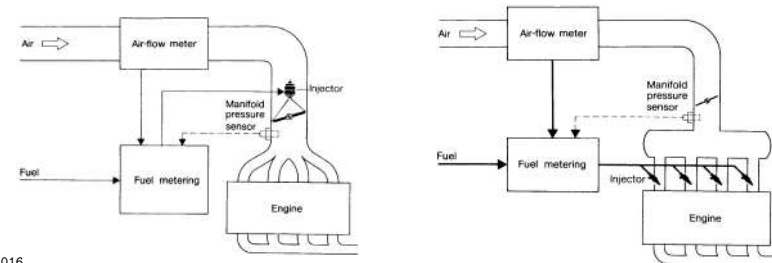 Air
Air-flow meter
Injector
Manifold
pressure
sensor
Fuel
Fuel metering
Engine
016
Air
Air-flow meter
Manifold
pressure
sensor
Fuel
Fuel metering
Injector
Engine